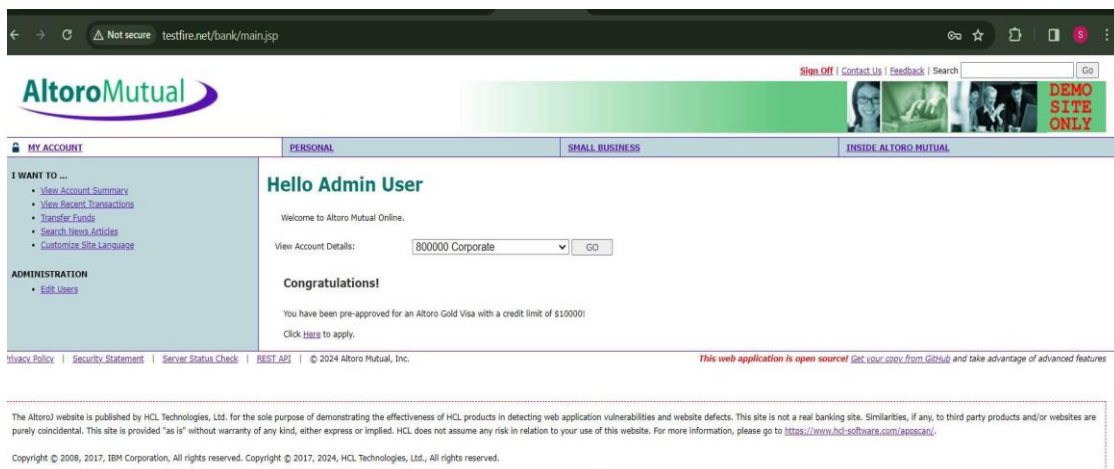 Not secure testfire.net/bank/main.jsp
S
Sign Off | Contact Us | Feedback | Search Go
AltoroMutual
DEMO
SITE
ONLY
MY ACCOUNT PERSONAL SMALL BUSINESS INSIDE ALTORO MUTUAL
I WANT TO ...
• View Account Summary
• View Recent Transactions
• Transfer Funds
• Search News Articles
• Customize Site Language
ADMINISTRATION
• Edit Users
Hello Admin User
Welcome to Altoro Mutual Online.
View Account Details: 800000 Corporate GO
Congratulations!
You have been pre-approved for an Altoro Gold Visa with a credit limit of $10000!
Click Here to apply.
Privacy Policy | Security Statement | Server Status Check | REST API | © 2024 Altoro Mutual, Inc. This web application is open source! Get your copy from GitHub and take advantage of advanced features
The AltoroJ website is published by HCL Technologies, Ltd. for the sole purpose of demonstrating the effectiveness of HCL products in detecting web application vulnerabilities and website defects. This site is not a real banking site. Similarities, if any, to third party products and/or websites are
purely coincidental. This site is provided "as is" without warranty of any kind, either express or implied. HCL does not assume any risk in relation to your use of this website. For more information, please go to https://www.hcl-software.com/appscan/.
Copyright © 2008, 2017, IBM Corporation, All rights reserved. Copyright © 2017, 2024, HCL Technologies, Ltd., All rights reserved.